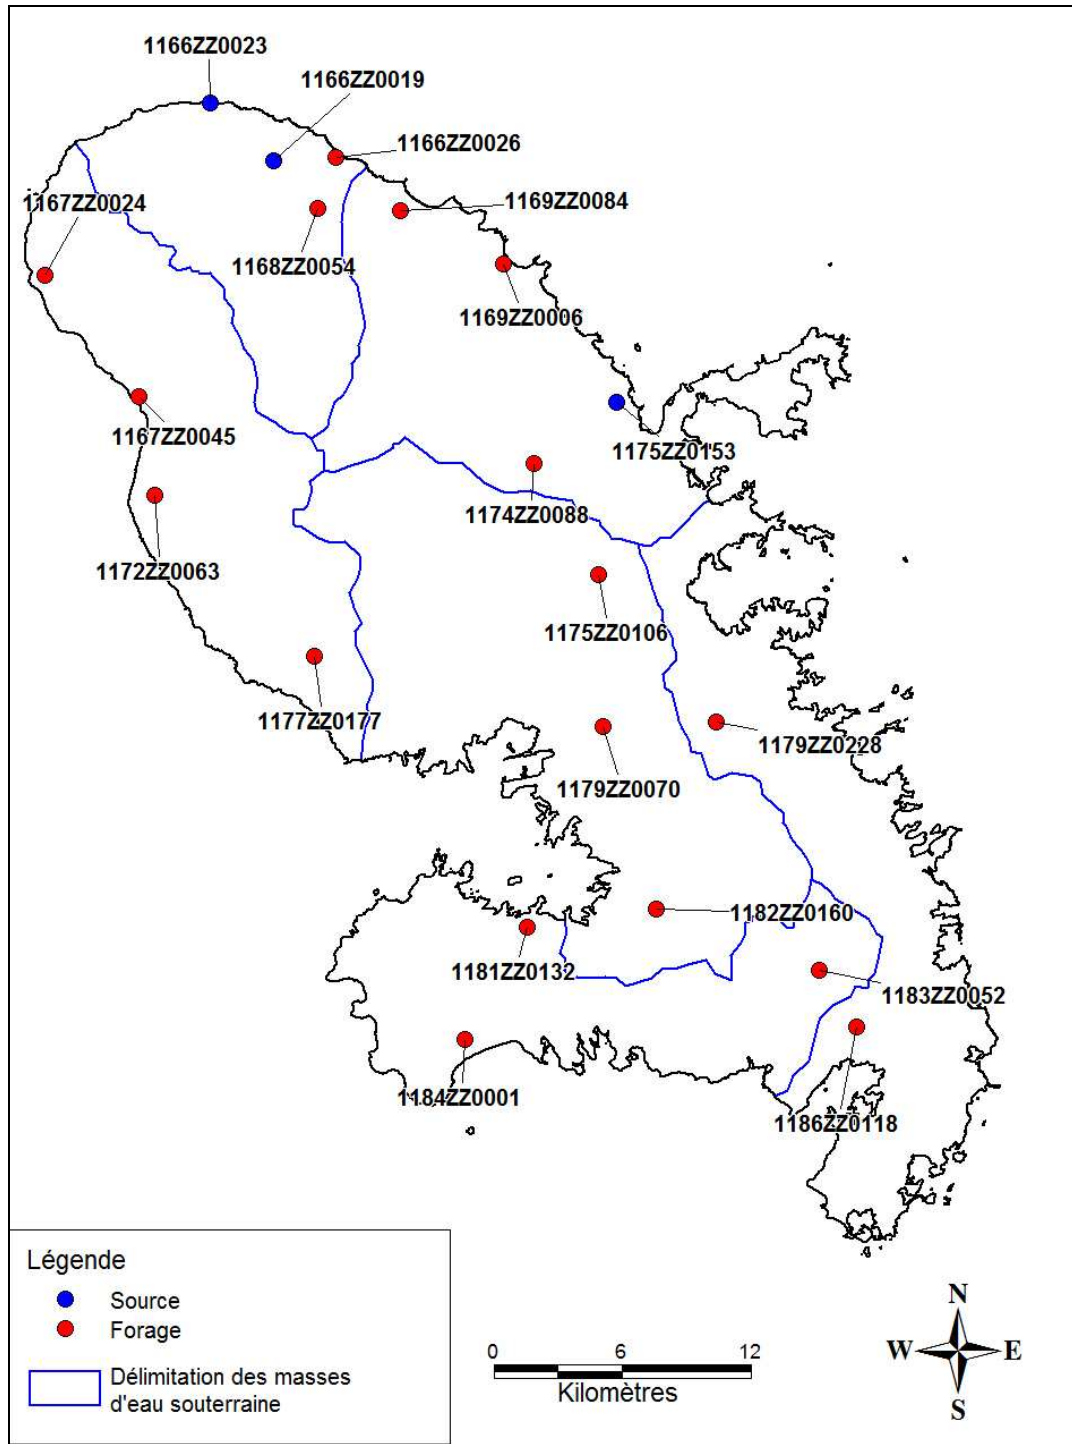 1166ZZ0023
1166ZZ0019
1166ZZ0026
1167ZZ0024
1169ZZ0084
1168ZZ0054
1169ZZ0006
1167ZZ0045
1175ZZ0153
1174ZZ0088
1172ZZ0063
1175ZZ0106
1177ZZ0177
1179ZZ0228
1179ZZ0070
1182ZZ0160
1181ZZ0132
1183ZZ0052
1184ZZ0001
1186ZZ0118
Légende
Source
Forage
Délimitation des masses
d'eau souterraine
0 6 12
Kilomètres
N
W E
S